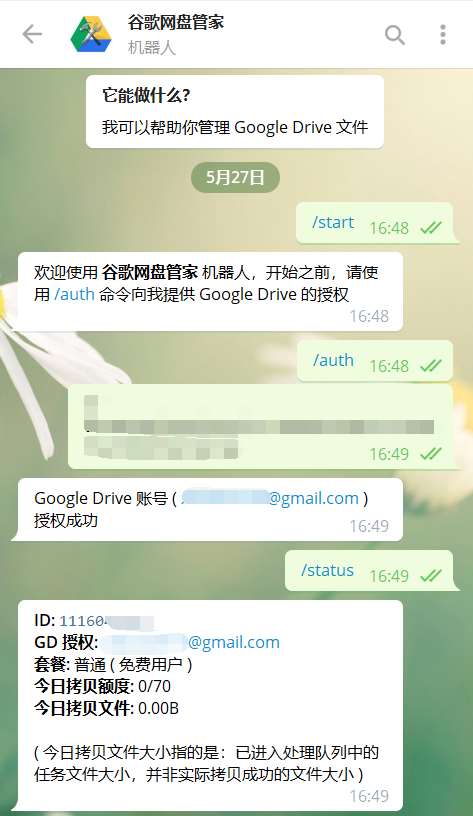 谷歌网盘管家
机器人
它能做什么?
我可以帮助你管理 Google Drive 文件
5月27日
/start 16:48
欢迎使用 谷歌网盘管家 机器人，开始之前，请使
用 /auth 命令向我提供 Google Drive 的授权
16:48
/auth 16:48
16:49
Google Drive 账号 ( @gmail.com )
授权成功
16:49
/status 16:49
ID: 11160
GD 授权: @gmail.com
套餐: 普通 ( 免费用户 )
今日拷贝额度: 0/70
今日拷贝文件: 0.00B
( 今日拷贝文件大小指的是：已进入处理队列中的
任务文件大小，并非实际拷贝成功的文件大小 )
16:49